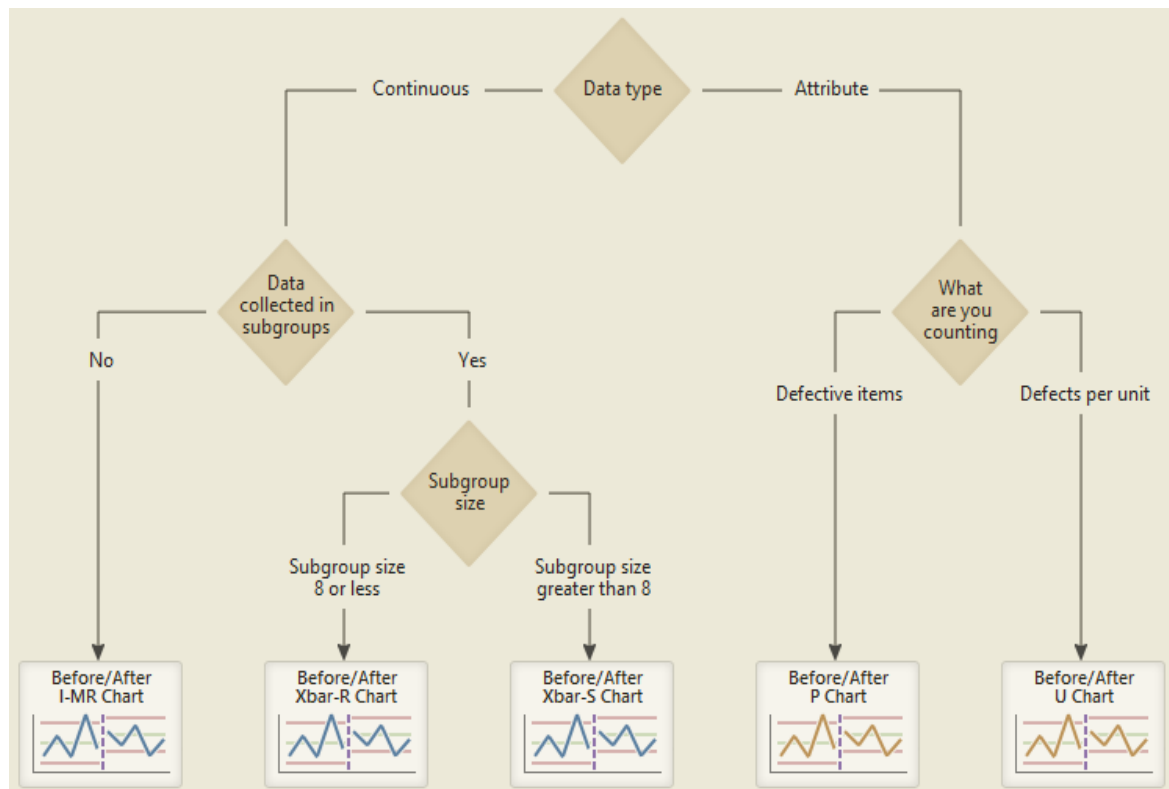 Data type
Continuous
Attribute
Data
collected in
subgroups
What
are you
counting
No
Yes
Defective items
Defects per unit
Subgroup
size
Subgroup size
8 or less
Subgroup size
greater than 8
Before/After
I-MR Chart
Before/After
Xbar-R Chart
Before/After
Xbar-S Chart
Before/After
P Chart
Before/After
U Chart